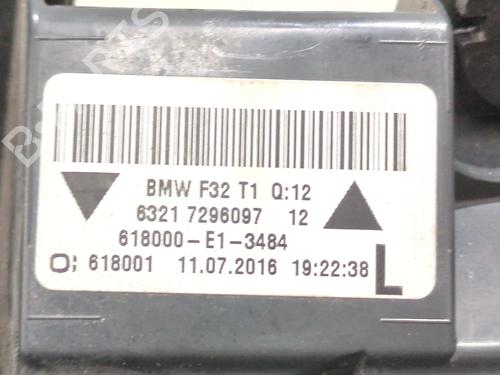 BMW F32 T1 Q:12
6321 7296097 12
618000-E1-3484
O; 618001 11.07.2016 19:22:38 L